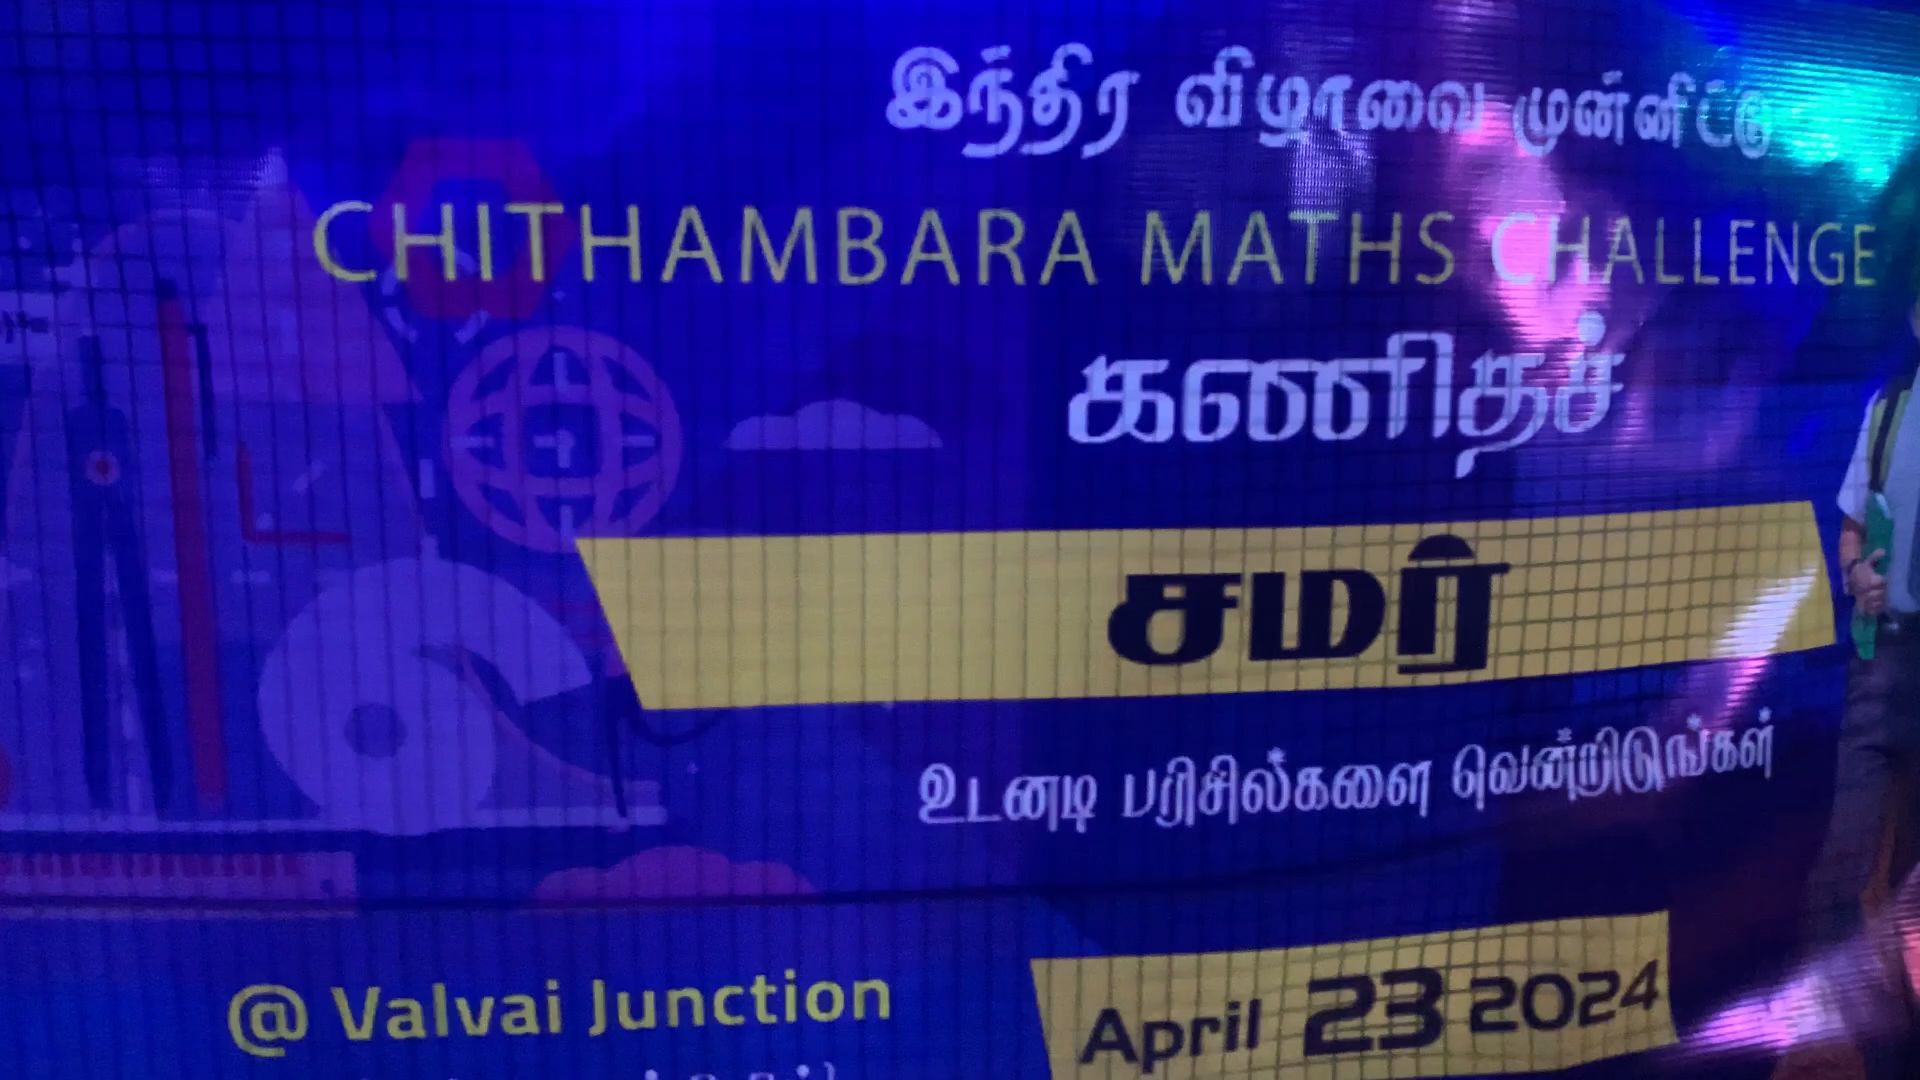 இந்திர விழாவை முன்னிட்டு
CHITHAMBARA MATHS CHALLENGE
கணிதச்
சமர்
உடனடி பரிசில்களை வென்றிடுங்கள்
@ Valvai Junction
April 23 2024